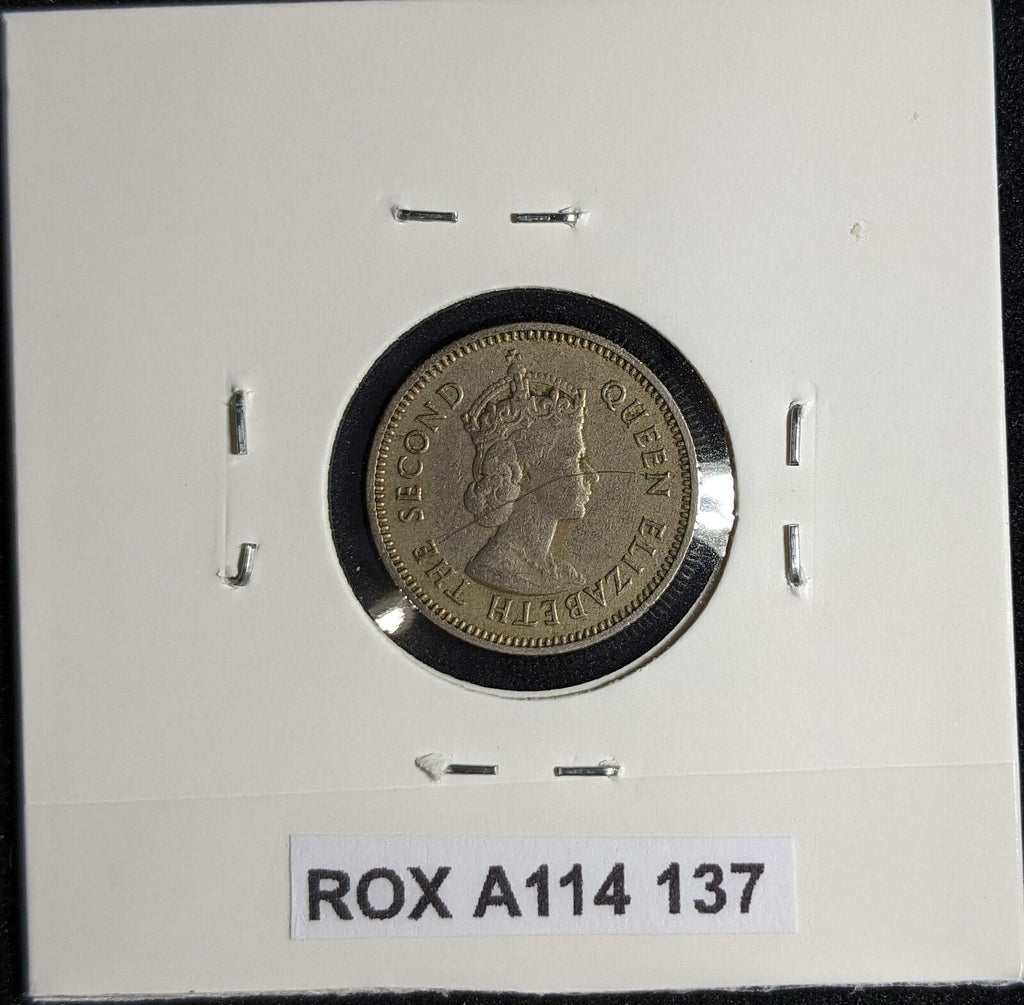 QUEEN ELIZABETH THE SECOND
ROX A114 137